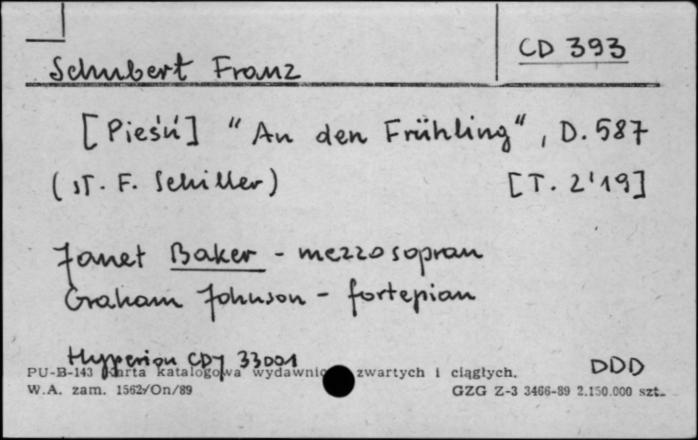 CD 393
Schubert Franz
[Pieśń] "An den Frühling", D. 587
(sł. F. Schiller) [T. 2'19]
Janet Baker - mezzosopran
Graham Johnson - fortepian
Hyperion CDJ 33001 DDD
PU-B-143 Karta katalogowa wydawnictw zwartych i ciągłych.
W.A. zam. 1562/On/89 GZG Z-3 3466-89 2.150.000 szt.